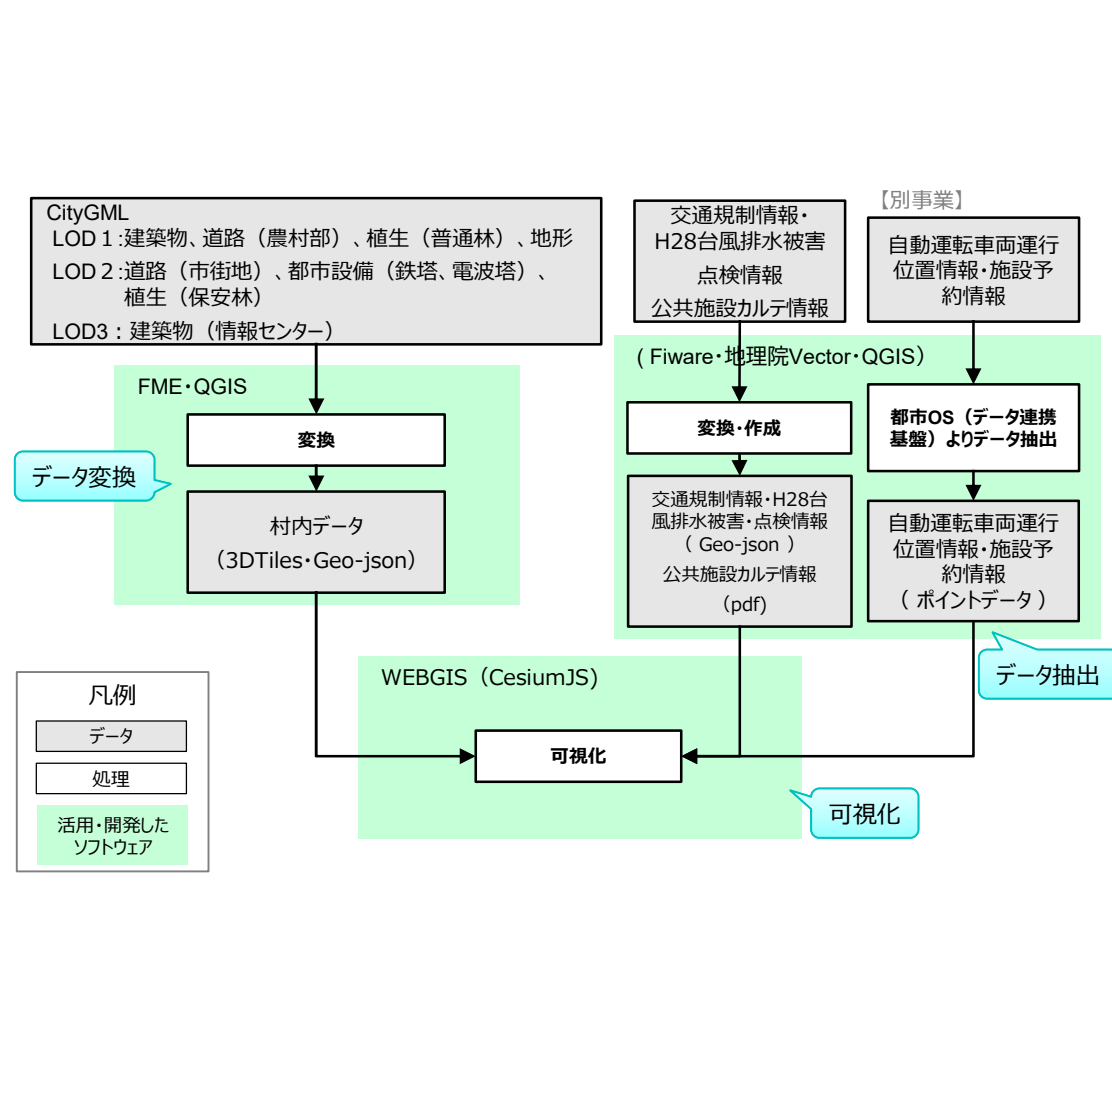 CityGML
LOD１:建築物、道路（農村部）、植生（普通林）、地形
LOD２:道路（市街地）、都市設備（鉄塔、電波塔）、
植生（保安林）
LOD3：建築物（情報センター）
交通規制情報・
H28台風排水被害
点検情報
公共施設カルテ情報
【別事業】
自動運転車両運行
位置情報・施設予
約情報
FME・QGIS
変換
村内データ
（3DTiles・Geo-json）
データ変換
( Fiware・地理院Vector・QGIS）
変換・作成
交通規制情報・H28台
風排水被害・点検情報
（ Geo-json ）
公共施設カルテ情報
（pdf)
都市OS（データ連携
基盤）よりデータ抽出
自動運転車両運行
位置情報・施設予
約情報
（ ポイントデータ ）
データ抽出
WEBGIS（CesiumJS)
可視化
可視化
凡例
データ
処理
活用・開発した
ソフトウェア